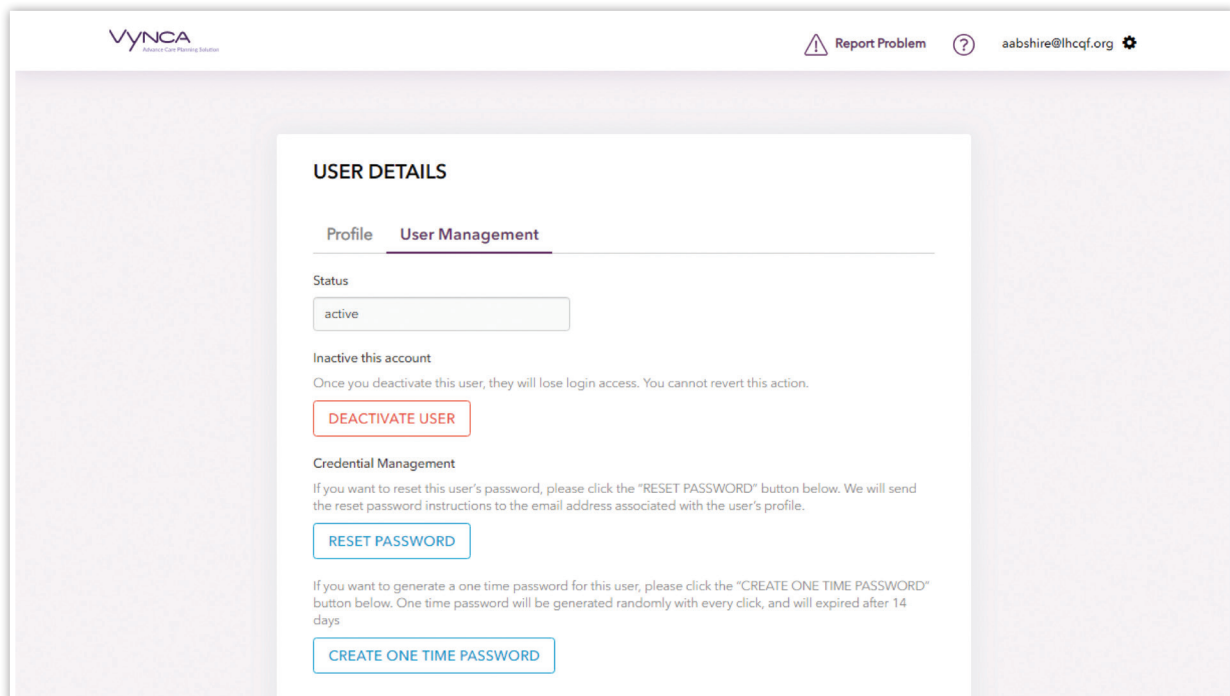 VYNCA
Advance Care Planning Solution
Report Problem
?
aabshire@lhcqf.org
USER DETAILS
Profile User Management
Status
active
Inactive this account
Once you deactivate this user, they will lose login access. You cannot revert this action.
DEACTIVATE USER
Credential Management
If you want to reset this user's password, please click the "RESET PASSWORD" button below. We will send
the reset password instructions to the email address associated with the user's profile.
RESET PASSWORD
If you want to generate a one time password for this user, please click the "CREATE ONE TIME PASSWORD"
button below. One time password will be generated randomly with every click, and will expired after 14
days
CREATE ONE TIME PASSWORD